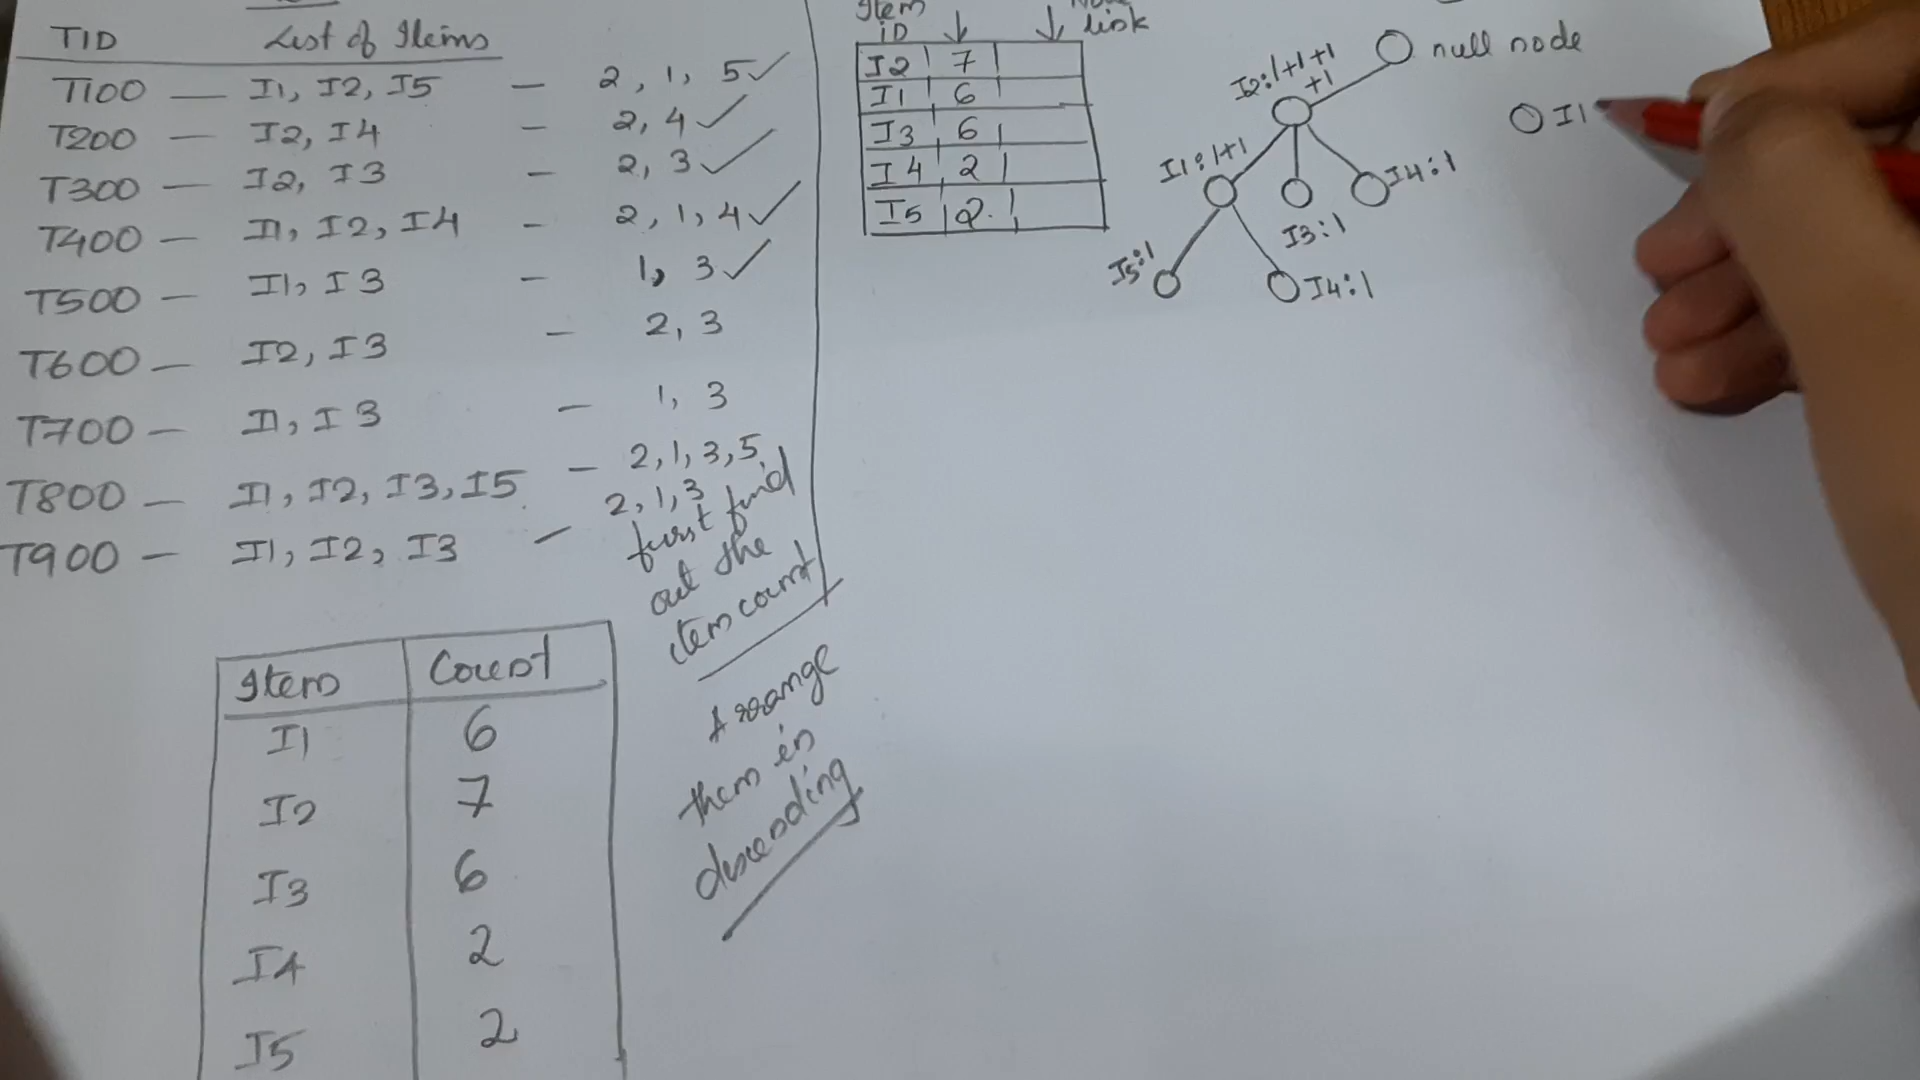 TID List of Items
T100 — I1, I2, I5 — 2, 1, 5 ✓
T200 — I2, I4 — 2, 4 ✓
T300 — I2, I3 — 2, 3 ✓
T400 — I1, I2, I4 — 2, 1, 4 ✓
T500 — I1, I3 — 1, 3 ✓
T600 — I2, I3 — 2, 3
T700 — I1, I3 — 1, 3
T800 — I1, I2, I3, I5 — 2, 1, 3, 5
T900 — I1, I2, I3 — 2, 1, 3
first find
out the
item count
Arrange
them in
descending
Item Count
I1 6
I2 7
I3 6
I4 2
I5 2
Item
ID ↓ ↓ link
I2 7
I1 6
I3 6
I4 2
I5 2
null node
I2:1+1+1
+1
I1
I1:1+1
I4:1
I3:1
I5:1
I4:1